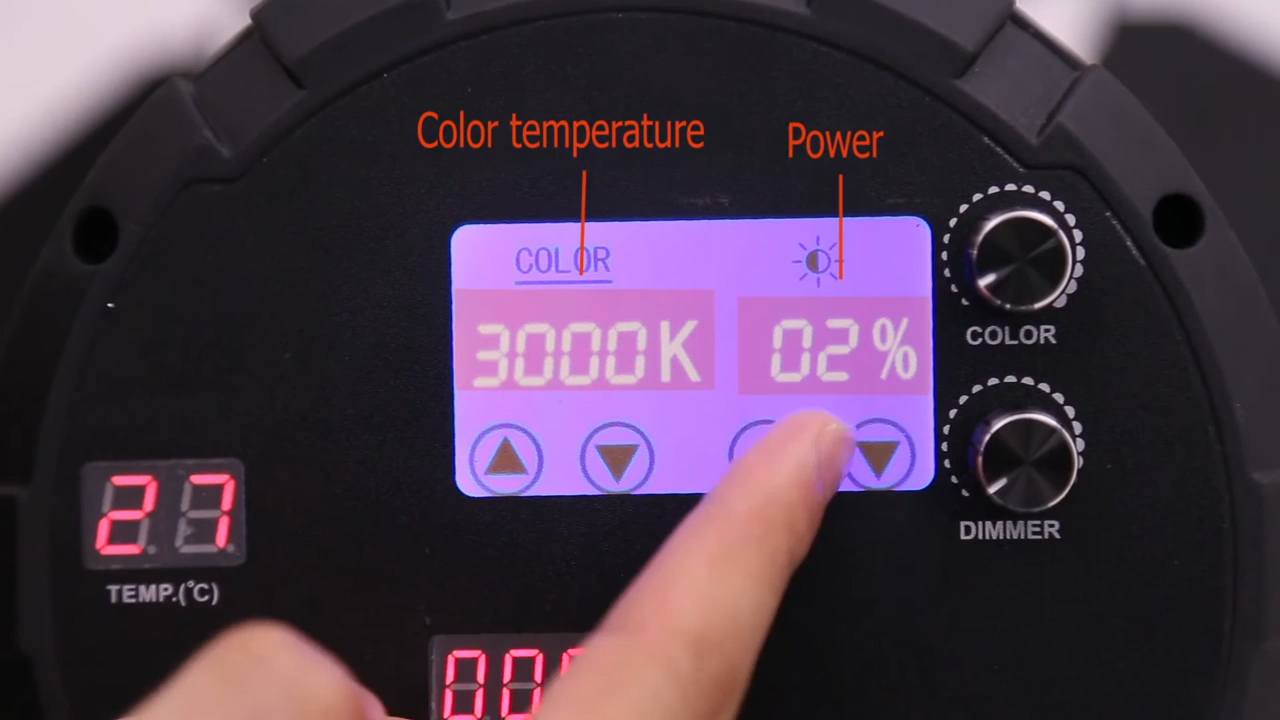 Color temperature
Power
COLOR
3000K
02%
COLOR
27
TEMP.(°C)
DIMMER